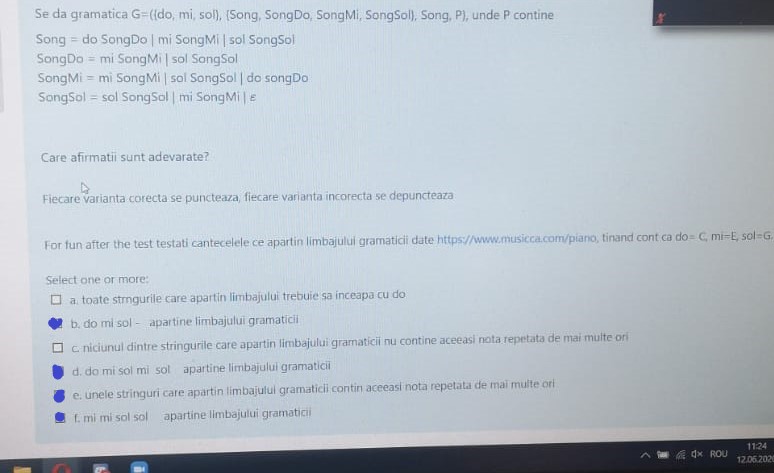 Se da gramatica G=({do, mi, sol}, {Song, SongDo, SongMi, SongSol}, Song, P}, unde P contine
Song = do SongDo | mi SongMi | sol SongSol
SongDo = mi SongMi | sol SongSol
SongMi = mi SongMi | sol SongSol | do songDo
SongSol = sol SongSol | mi SongMi | ε
Care afirmatii sunt adevarate?
Fiecare varianta corecta se puncteaza, fiecare varianta incorecta se depuncteaza
For fun after the test testati cantecelele ce apartin limbajului gramaticii date https://www.musicca.com/piano, tinand cont ca do= C, mi=E, sol=G.
Select one or more:
a. toate strngurile care apartin limbajului trebuie sa inceapa cu do
b. do mi sol - apartine limbajului gramaticii
c. niciunul dintre stringurile care apartin limbajului gramaticii nu contine aceeasi nota repetata de mai multe ori
d. do mi sol mi sol apartine limbajului gramaticii
e. unele stringuri care apartin limbajului gramaticii contin aceeasi nota repetata de mai multe ori
f. mi mi sol sol apartine limbajului gramaticii
ROU
11:24
12.06.202